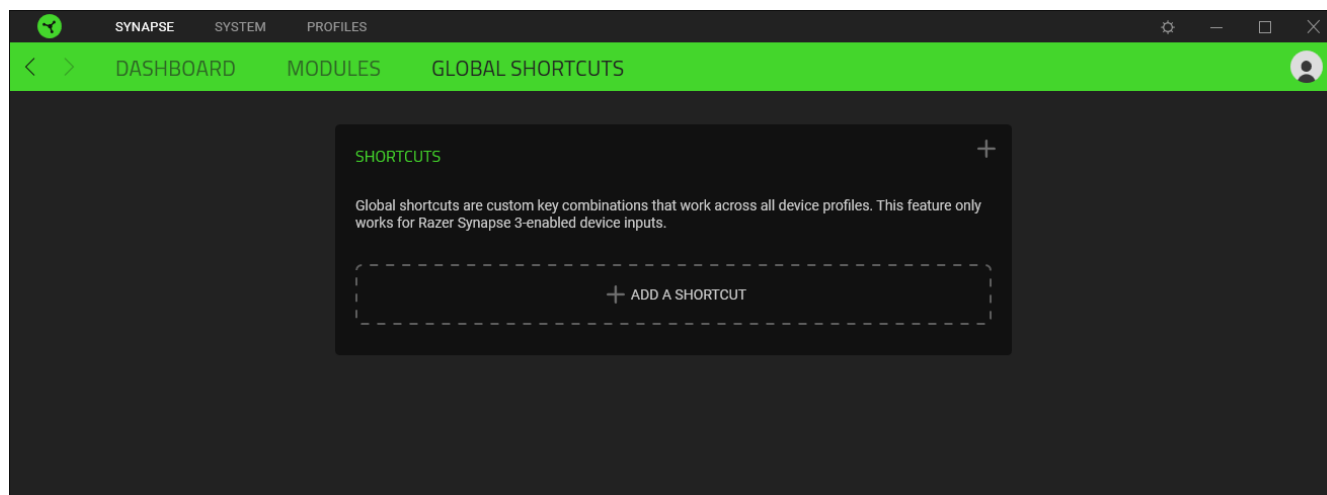 SYNAPSE SYSTEM PROFILES
DASHBOARD MODULES GLOBAL SHORTCUTS
SHORTCUTS
Global shortcuts are custom key combinations that work across all device profiles. This feature only
works for Razer Synapse 3-enabled device inputs.
ADD A SHORTCUT